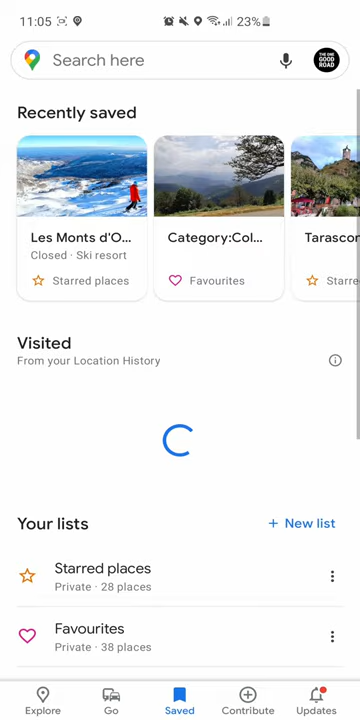 11:05
23%
Search here
THE ONE
GOOD
ROAD
Recently saved
Les Monts d'O...
Closed · Ski resort
Starred places
Category:Col...
Favourites
Tarascon
Starre
Visited
From your Location History
Your lists
+ New list
Starred places
Private · 28 places
Favourites
Private · 38 places
Explore
Go
Saved
Contribute
Updates